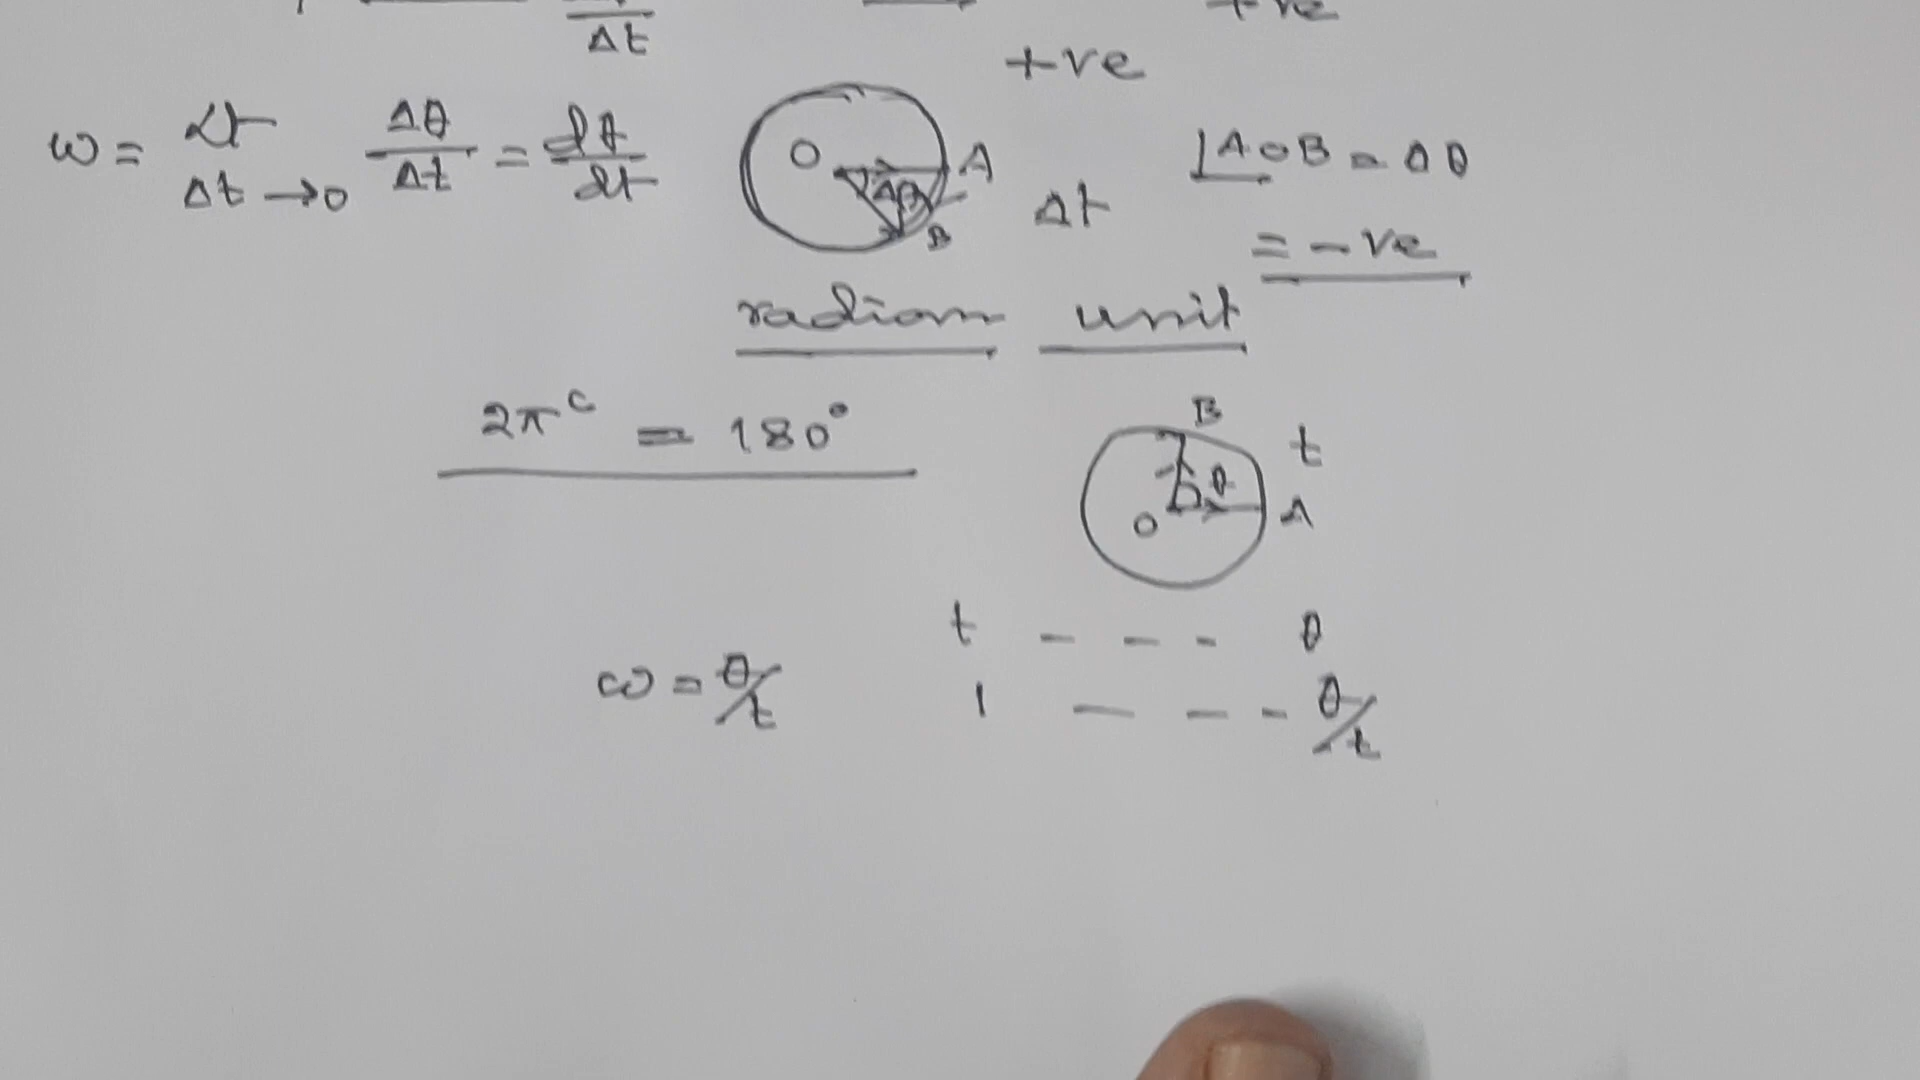 Δt
+ve
+ve
ω = Lt Δt→0 Δθ/Δt = dθ/dt
O A Δθ B
Δt
∠AOB = Δθ
= -ve
radian unit
2π^c = 180°
B t
θ
O A
t - - - θ
ω = θ/t
1 - - - θ/t